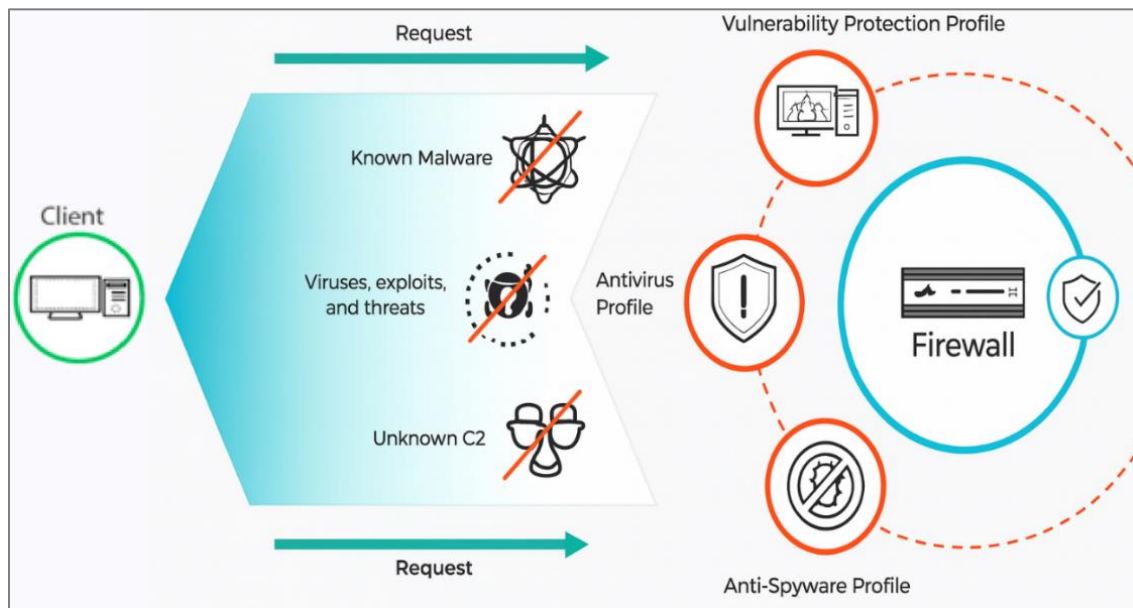 Request
Vulnerability Protection Profile
Known Malware
Client
Viruses, exploits,
and threats
Antivirus
Profile
Firewall
Unknown C2
Request
Anti-Spyware Profile